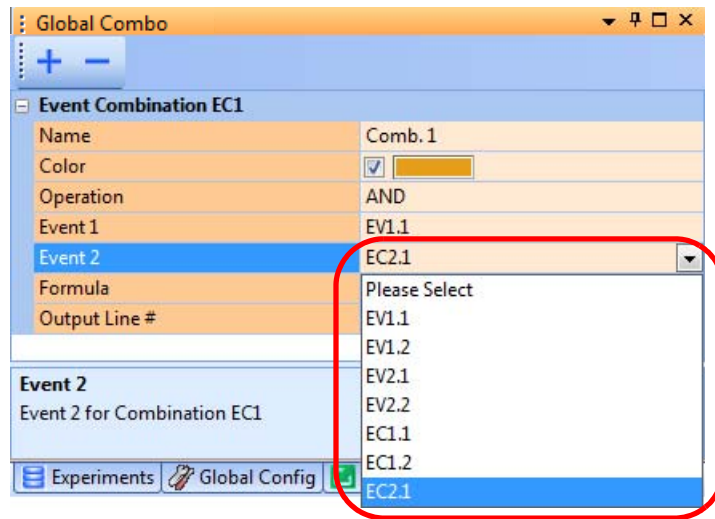 Global Combo
Event Combination EC1
Name Comb. 1
Color
Operation AND
Event 1 EV1.1
Event 2 EC2.1
Formula
Output Line #
Please Select
EV1.1
EV1.2
EV2.1
EV2.2
EC1.1
EC1.2
EC2.1
Event 2
Event 2 for Combination EC1
Experiments Global Config